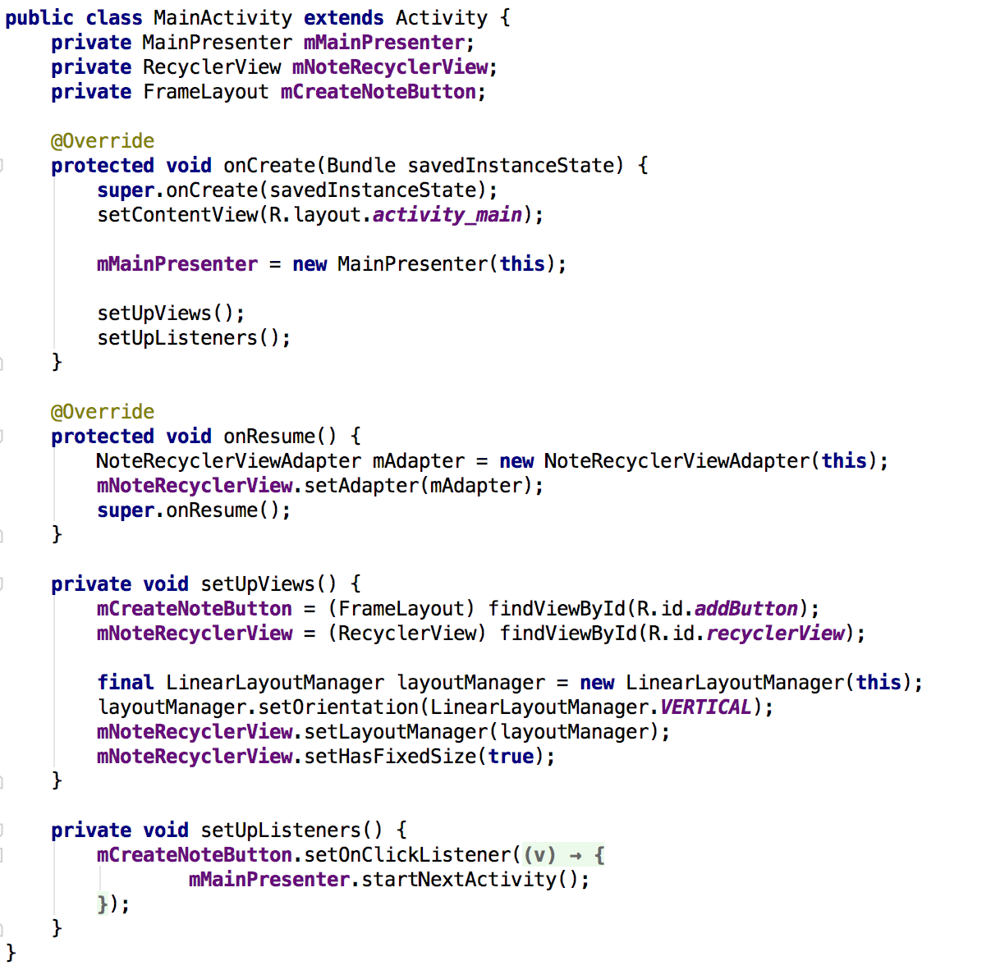 public class MainActivity extends Activity {
    private MainPresenter mMainPresenter;
    private RecyclerView mNoteRecyclerView;
    private FrameLayout mCreateNoteButton;

    @Override
    protected void onCreate(Bundle savedInstanceState) {
        super.onCreate(savedInstanceState);
        setContentView(R.layout.activity_main);

        mMainPresenter = new MainPresenter(this);

        setUpViews();
        setUpListeners();
    }

    @Override
    protected void onResume() {
        NoteRecyclerViewAdapter mAdapter = new NoteRecyclerViewAdapter(this);
        mNoteRecyclerView.setAdapter(mAdapter);
        super.onResume();
    }

    private void setUpViews() {
        mCreateNoteButton = (FrameLayout) findViewById(R.id.addButton);
        mNoteRecyclerView = (RecyclerView) findViewById(R.id.recyclerView);

        final LinearLayoutManager layoutManager = new LinearLayoutManager(this);
        layoutManager.setOrientation(LinearLayoutManager.VERTICAL);
        mNoteRecyclerView.setLayoutManager(layoutManager);
        mNoteRecyclerView.setHasFixedSize(true);
    }

    private void setUpListeners() {
        mCreateNoteButton.setOnClickListener((v) → {
                mMainPresenter.startNextActivity();
        });
    }
}